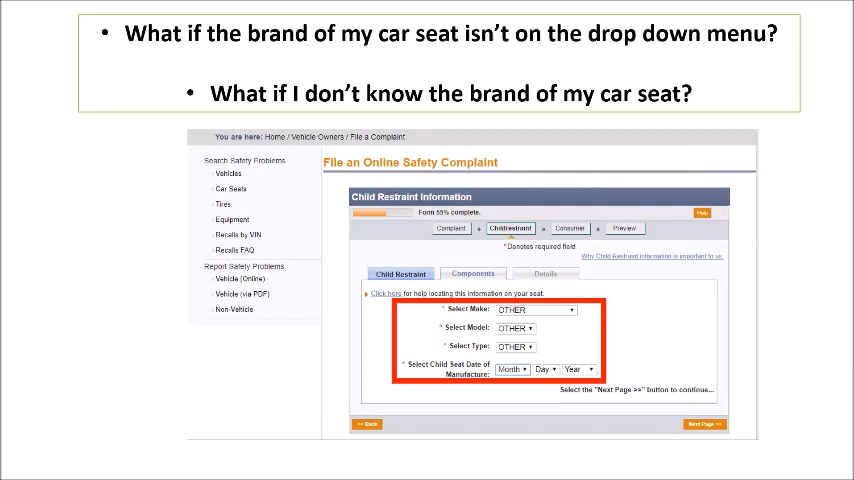 • What if the brand of my car seat isn't on the drop down menu?
• What if I don't know the brand of my car seat?
You are here: Home / Vehicle Owners / File a Complaint
Search Safety Problems
Vehicles
Car Seats
Tires
Equipment
Recalls by VIN
Recalls FAQ
Report Safety Problems
Vehicle (Online)
Vehicle (via PDF)
Non-Vehicle
File an Online Safety Complaint
Child Restraint Information
Form 55% complete.
Help
Complaint » Childrestraint » Consumer » Preview
* Denotes required field
Why Child Restraint information is important to us.
Child Restraint Components Details
Click here for help locating this information on your seat.
* Select Make: OTHER
* Select Model: OTHER
* Select Type: OTHER
* Select Child Seat Date of
Manufacture: Month Day Year
Select the "Next Page >>" button to continue...
<< Back
Next Page >>